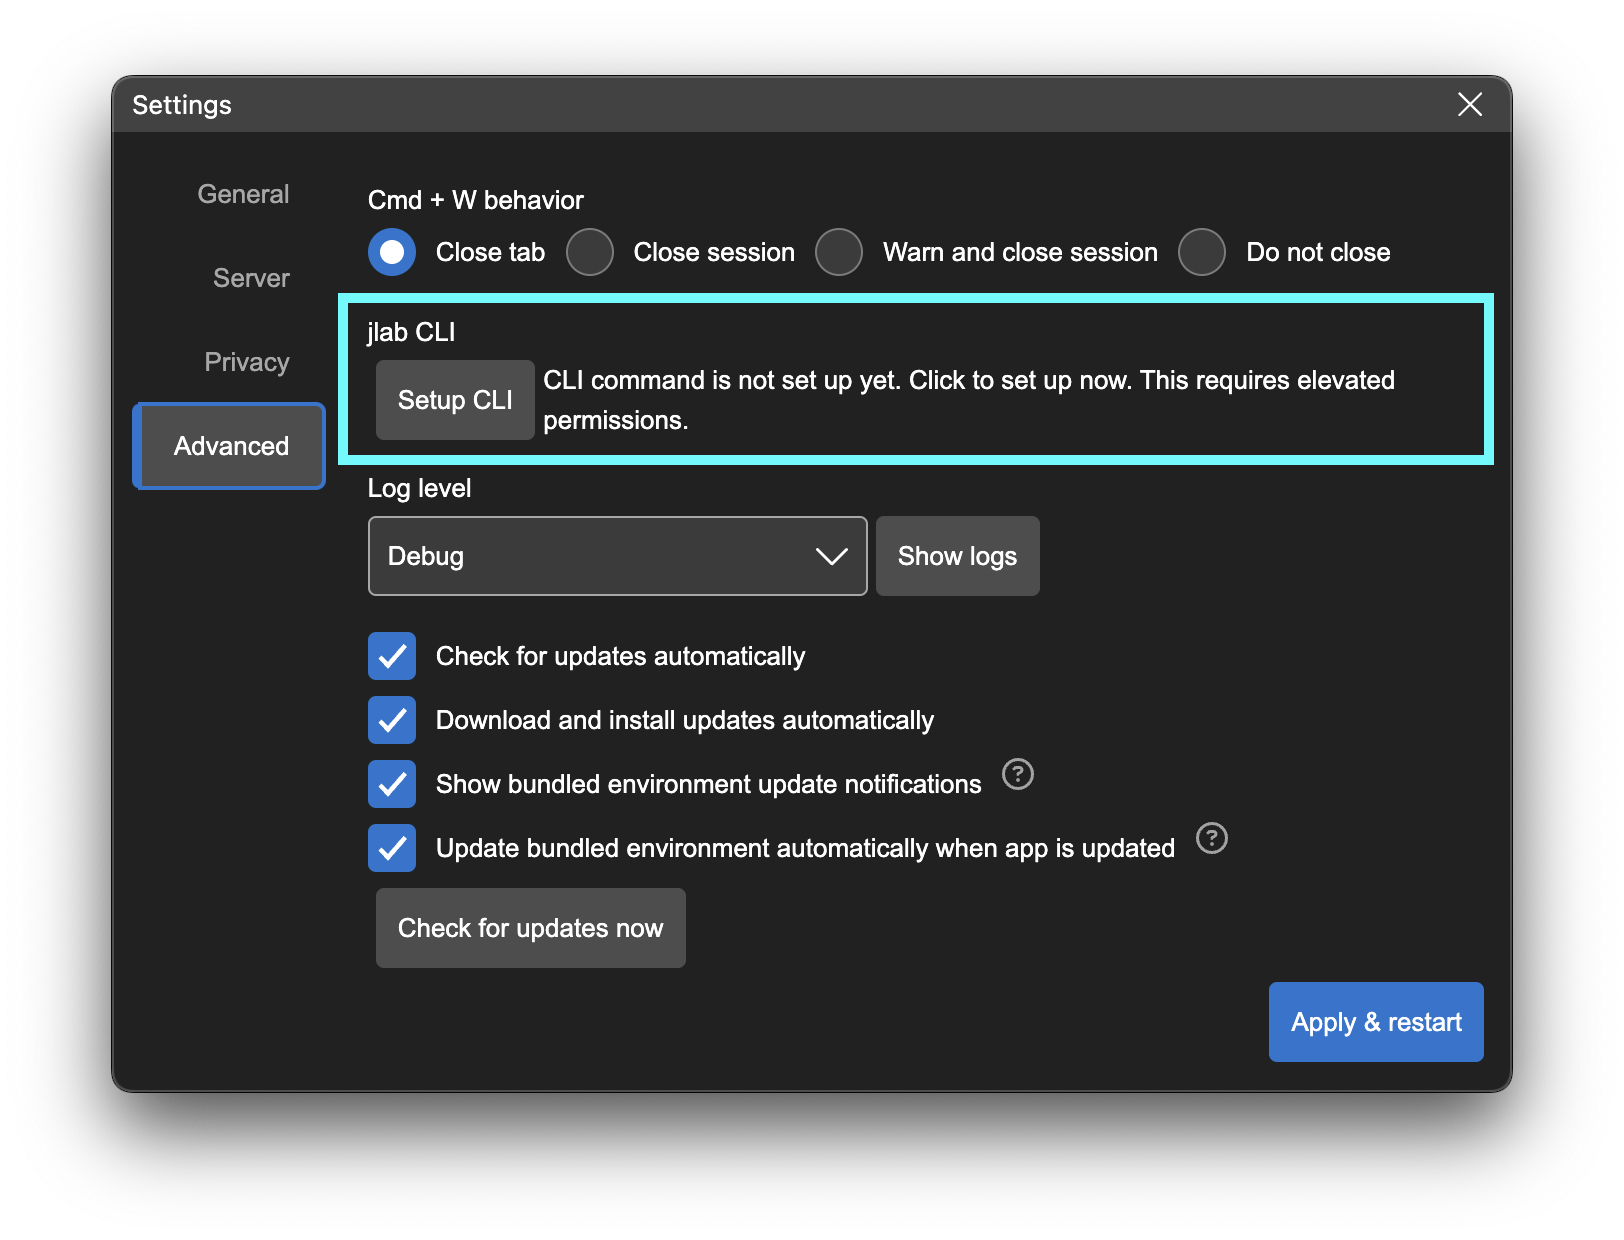 Settings
General
Server
Privacy
Advanced
Cmd + W behavior
Close tab
Close session
Warn and close session
Do not close
jlab CLI
Setup CLI
CLI command is not set up yet. Click to set up now. This requires elevated
permissions.
Log level
Debug
Show logs
Check for updates automatically
Download and install updates automatically
Show bundled environment update notifications
?
Update bundled environment automatically when app is updated
?
Check for updates now
Apply & restart